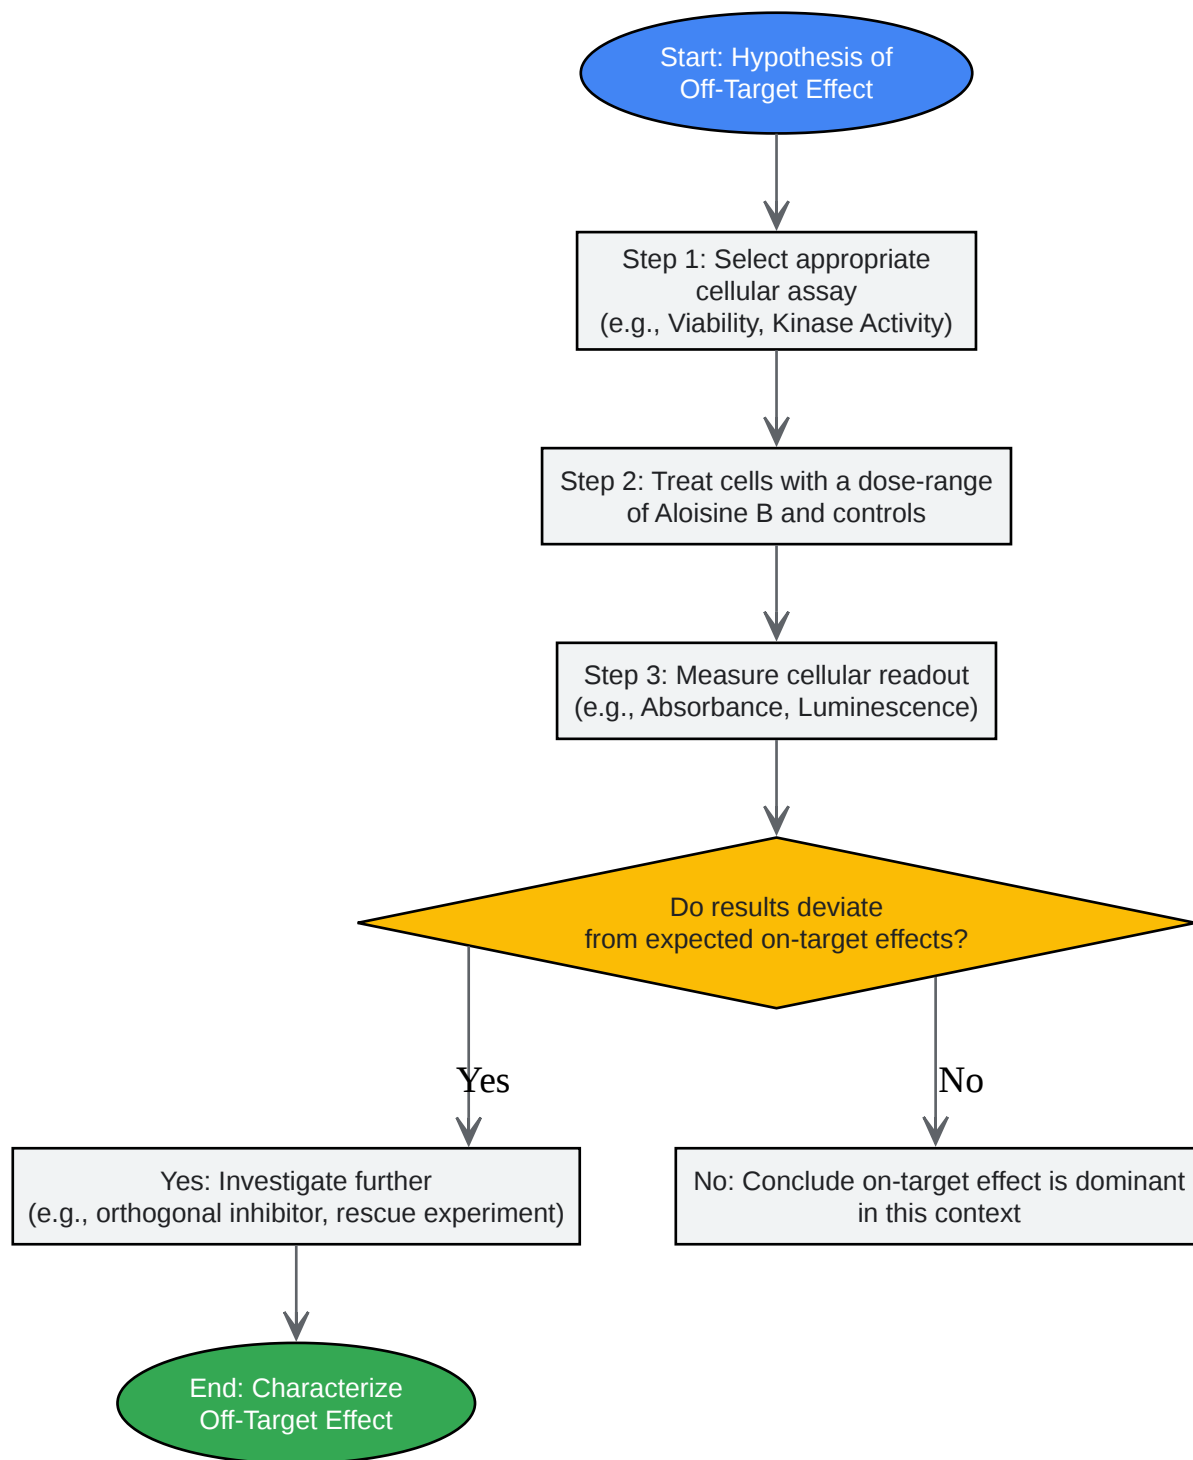 Start: Hypothesis of
Off-Target Effect
Step 1: Select appropriate
cellular assay
(e.g., Viability, Kinase Activity)
Step 2: Treat cells with a dose-range
of Aloisine B and controls
Step 3: Measure cellular readout
(e.g., Absorbance, Luminescence)
Do results deviate
from expected on-target effects?
Yes
No
Yes: Investigate further
(e.g., orthogonal inhibitor, rescue experiment)
No: Conclude on-target effect is dominant
in this context
End: Characterize
Off-Target Effect